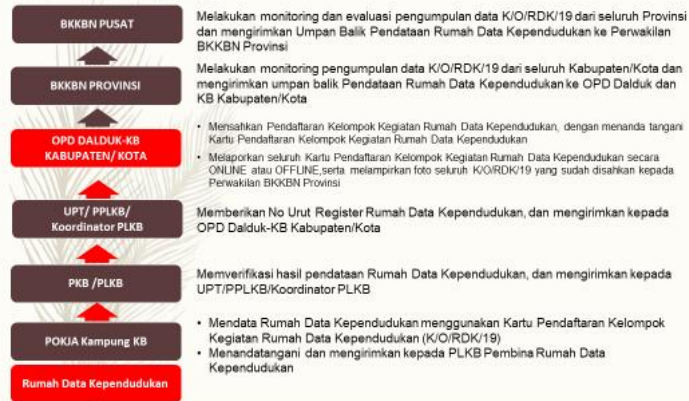 BKKBN PUSAT
Melakukan monitoring dan evaluasi pengumpulan data K/O/RDK/19 dari seluruh Provinsi
dan mengirimkan Umpan Balik Pendataan Rumah Data Kependudukan ke Perwakilan
BKKBN Provinsi
BKKBN PROVINSI
Melakukan monitoring pengumpulan data K/O/RDK/19 dari seluruh Kabupaten/Kota dan
mengirimkan umpan balik Pendataan Rumah Data Kependudukan ke OPD Dalduk dan
KB Kabupaten/Kota
OPD DALDUK-KB
KABUPATEN/ KOTA
• Mensahkan Pendaftaran Kelompok Kegiatan Rumah Data Kependudukan, dengan menanda tangani
Kartu Pendaftaran Kelompok Kegiatan Rumah Data Kependudukan
• Melaporkan seluruh Kartu Pendaftaran Kelompok Kegiatan Rumah Data Kependudukan secara
ONLINE atau OFFLINE,serta melampirkan foto seluruh K/O/RDK/19 yang sudah disahkan kepada
Perwakilan BKKBN Provinsi
UPT/ PPLKB/
Koordinator PLKB
Memberikan No Urut Register Rumah Data Kependudukan, dan mengirimkan kepada
OPD Dalduk-KB Kabupaten/Kota
PKB /PLKB
Memverifikasi hasil pendataan Rumah Data Kependudukan, dan mengirimkan kepada
UPT/PPLKB/Koordinator PLKB
POKJA Kampung KB
• Mendata Rumah Data Kependudukan menggunakan Kartu Pendaftaran Kelompok
Kegiatan Rumah Data Kependudukan (K/O/RDK/19)
• Menandatangani dan mengirimkan kepada PLKB Pembina Rumah Data
Kependudukan
Rumah Data Kependudukan